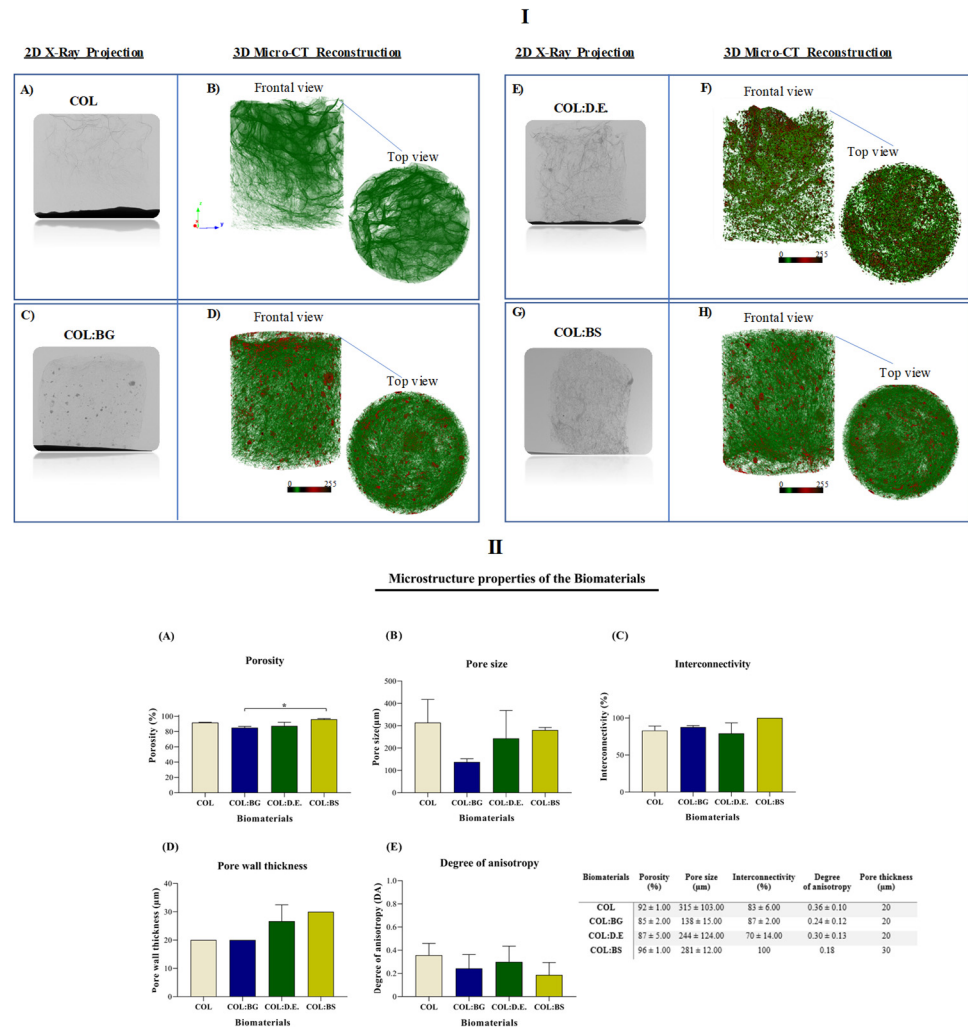 I
2D X-Ray Projection
3D Micro-CT Reconstruction
2D X-Ray Projection
3D Micro-CT Reconstruction
A)
COL
B)
Frontal view
Top view
z
y
E)
COL:D.E.
F)
Frontal view
Top view
0 255
C)
COL:BG
D)
Frontal view
Top view
0 255
G)
COL:BS
H)
Frontal view
Top view
0 255
II
Microstructure properties of the Biomaterials
(A)
Porosity
Porosity (%)
100
80
60
40
20
0
*
COL COL:BG COL:D.E. COL:BS
Biomaterials
(B)
Pore size
Pore size(µm)
500
400
300
200
100
0
COL COL:BG COL:D.E. COL:BS
Biomaterials
(C)
Interconnectivity
Interconnectivity (%)
100
50
0
COL COL:BG COL:D.E. COL:BS
Biomaterials
(D)
Pore wall thickness
Pore wall thickness (µm)
40
30
20
10
0
COL COL:BG COL:D.E. COL:BS
Biomaterials
(E)
Degree of anisotropy
Degree of anisotropy (DA)
1.0
0.8
0.6
0.4
0.2
0.0
COL COL:BG COL:D.E. COL:BS
Biomaterials
Biomaterials Porosity Pore size Interconnectivity Degree Pore thickness
(%) (µm) (%) of anisotropy (µm)
COL 92 ± 1.00 315 ± 103.00 83 ± 6.00 0.36 ± 0.10 20
COL:BG 85 ± 2.00 138 ± 15.00 87 ± 2.00 0.24 ± 0.12 20
COL:D.E 87 ± 5.00 244 ± 124.00 70 ± 14.00 0.30 ± 0.13 20
COL:BS 96 ± 1.00 281 ± 12.00 100 0.18 30